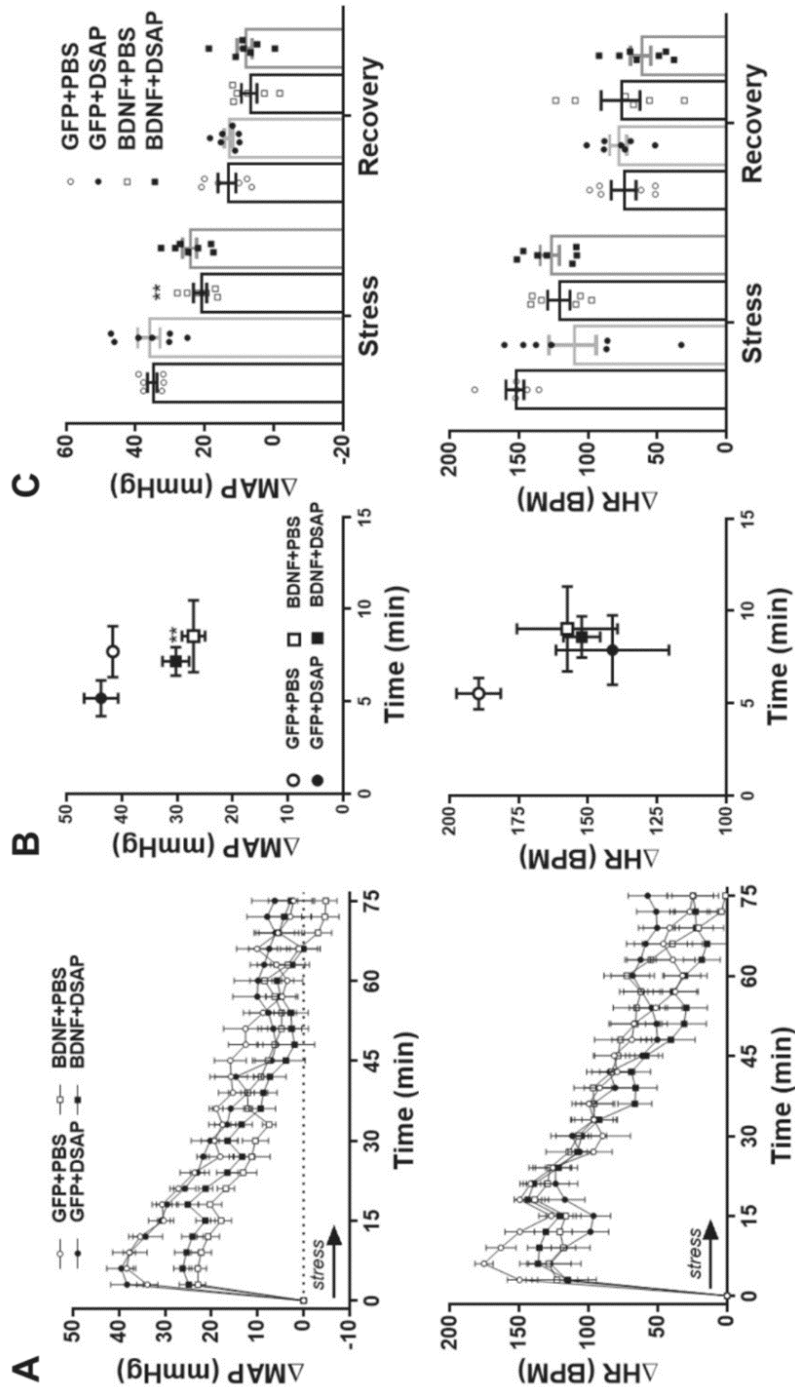 A
GFP+PBS
GFP+DSAP
BDNF+PBS
BDNF+DSAP
ΔMAP (mmHg)
50
40
30
20
10
0
-10
stress
0
15
30
45
60
75
Time (min)
ΔHR (BPM)
200
150
100
50
0
stress
0
15
30
45
60
75
Time (min)
B
ΔMAP (mmHg)
50
40
30
20
10
0
**
GFP+PBS
GFP+DSAP
BDNF+PBS
BDNF+DSAP
0
5
10
15
Time (min)
ΔHR (BPM)
200
175
150
125
100
0
5
10
15
Time (min)
C
GFP+PBS
GFP+DSAP
BDNF+PBS
BDNF+DSAP
ΔMAP (mmHg)
60
40
20
0
-20
**
Stress
Recovery
ΔHR (BPM)
200
150
100
50
0
Stress
Recovery